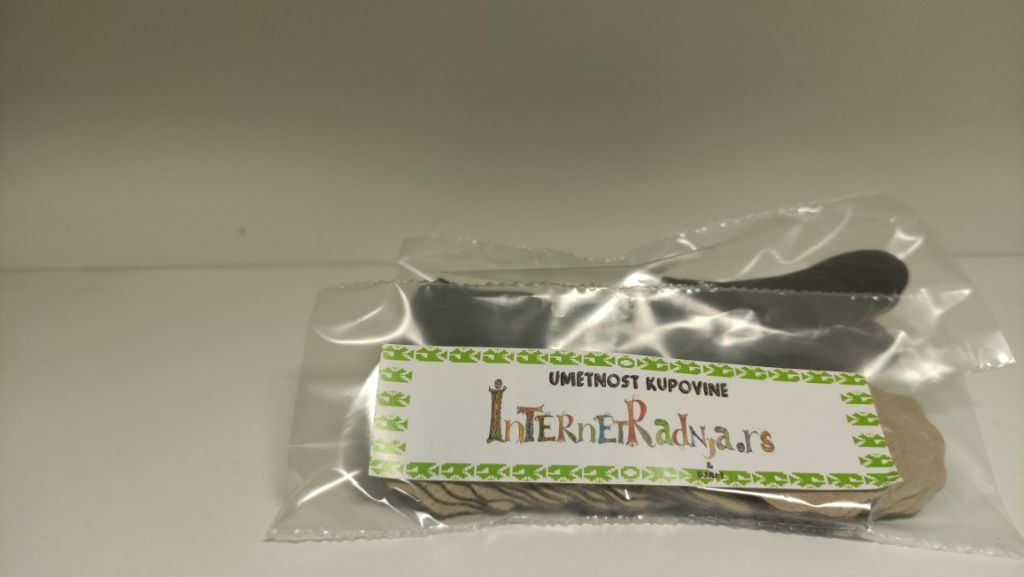 UMETNOST KUPOVINE
InTERnETRadnja.rs
&